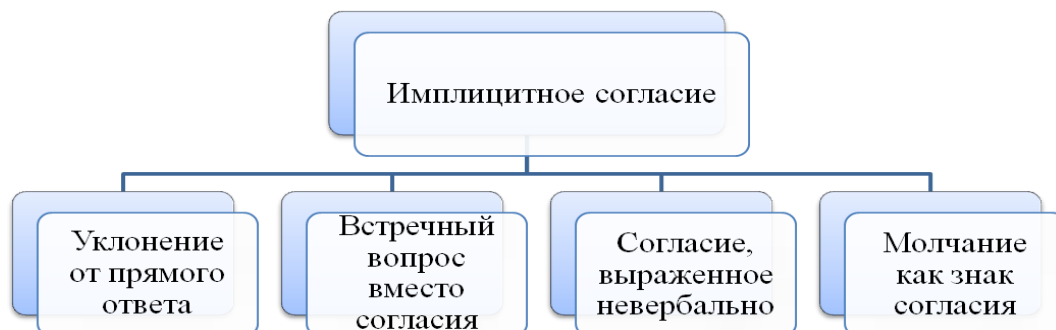 Имплицитное согласие
Уклонение
от прямого
ответа
Встречный
вопрос
вместо
согласия
Согласие,
выраженное
невербально
Молчание
как знак
согласия